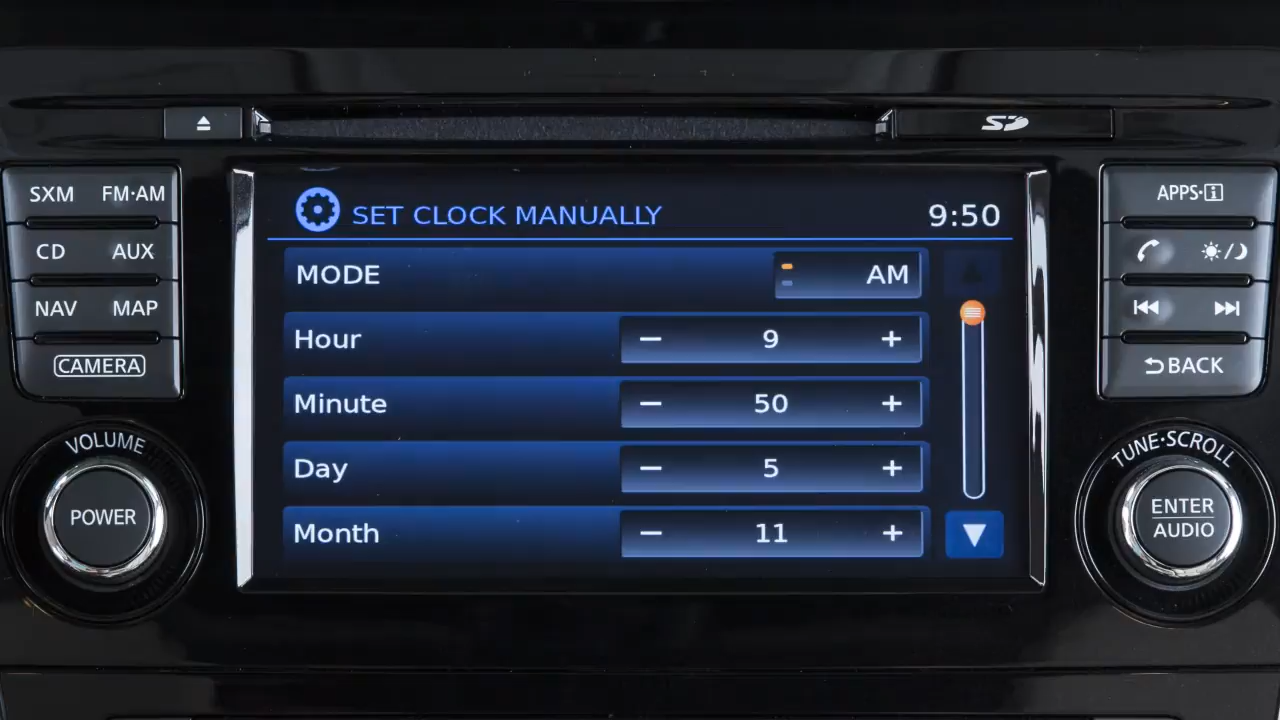 SD
SXM FM·AM
CD AUX
NAV MAP
CAMERA
VOLUME
POWER
SET CLOCK MANUALLY 9:50
MODE AM
Hour − 9 +
Minute − 50 +
Day − 5 +
Month − 11 +
APPS·i
BACK
TUNE·SCROLL
ENTER
AUDIO